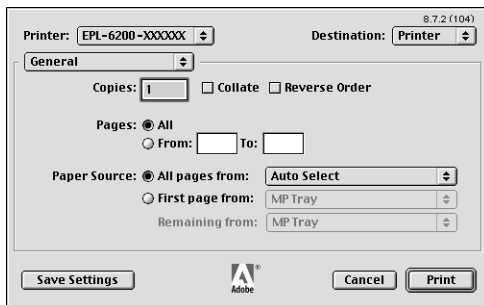 8.7.2 (104)
Printer: EPL-6200-XXXXXX Destination: Printer
General
Copies: 1 Collate Reverse Order
Pages: All
From: To:
Paper Source: All pages from: Auto Select
First page from: MP Tray
Remaining from: MP Tray
Save Settings Adobe ® Cancel Print